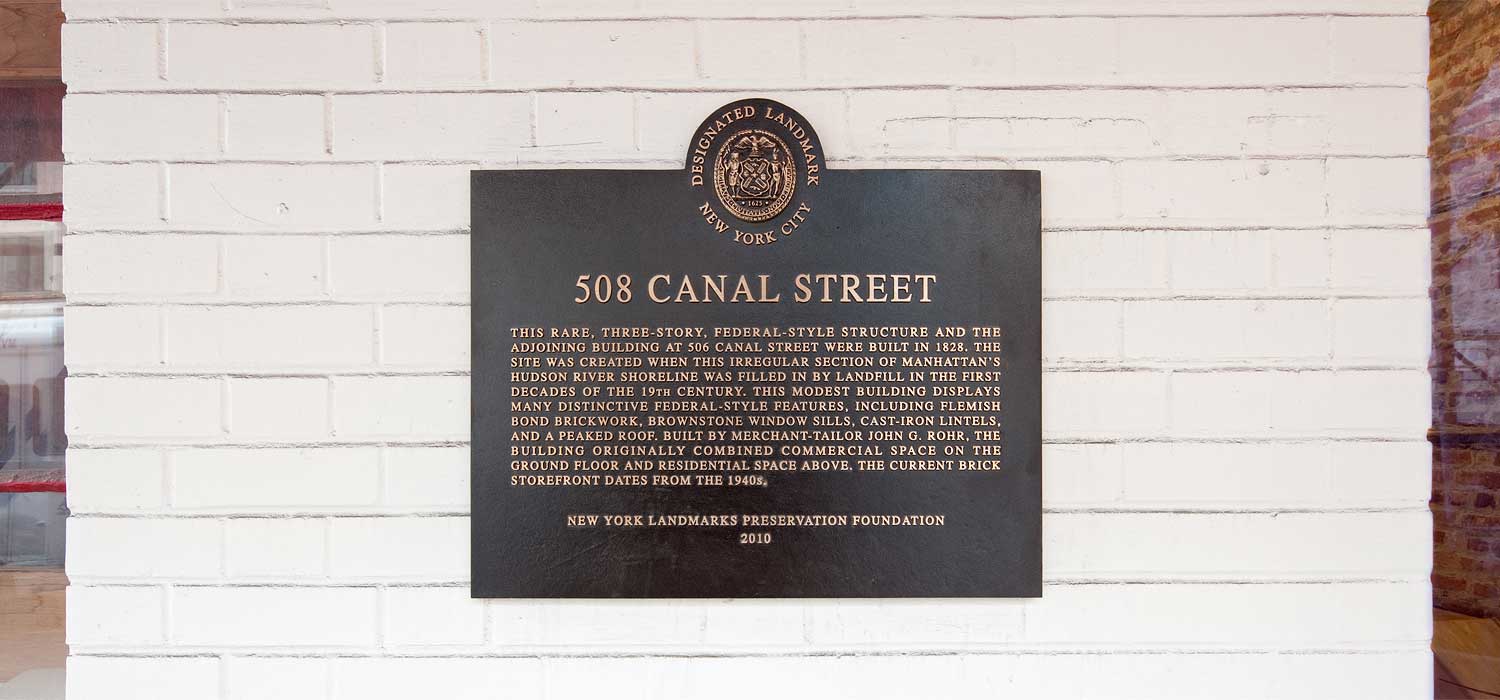 DESIGNATED LANDMARK
NEW YORK CITY
1625
508 CANAL STREET
THIS RARE, THREE-STORY, FEDERAL-STYLE STRUCTURE AND THE
ADJOINING BUILDING AT 506 CANAL STREET WERE BUILT IN 1828. THE
SITE WAS CREATED WHEN THIS IRREGULAR SECTION OF MANHATTAN'S
HUDSON RIVER SHORELINE WAS FILLED IN BY LANDFILL IN THE FIRST
DECADES OF THE 19TH CENTURY. THIS MODEST BUILDING DISPLAYS
MANY DISTINCTIVE FEDERAL-STYLE FEATURES, INCLUDING FLEMISH
BOND BRICKWORK, BROWNSTONE WINDOW SILLS, CAST-IRON LINTELS,
AND A PEAKED ROOF. BUILT BY MERCHANT-TAILOR JOHN G. ROHR, THE
BUILDING ORIGINALLY COMBINED COMMERCIAL SPACE ON THE
GROUND FLOOR AND RESIDENTIAL SPACE ABOVE. THE CURRENT BRICK
STOREFRONT DATES FROM THE 1940s.
NEW YORK LANDMARKS PRESERVATION FOUNDATION
2010